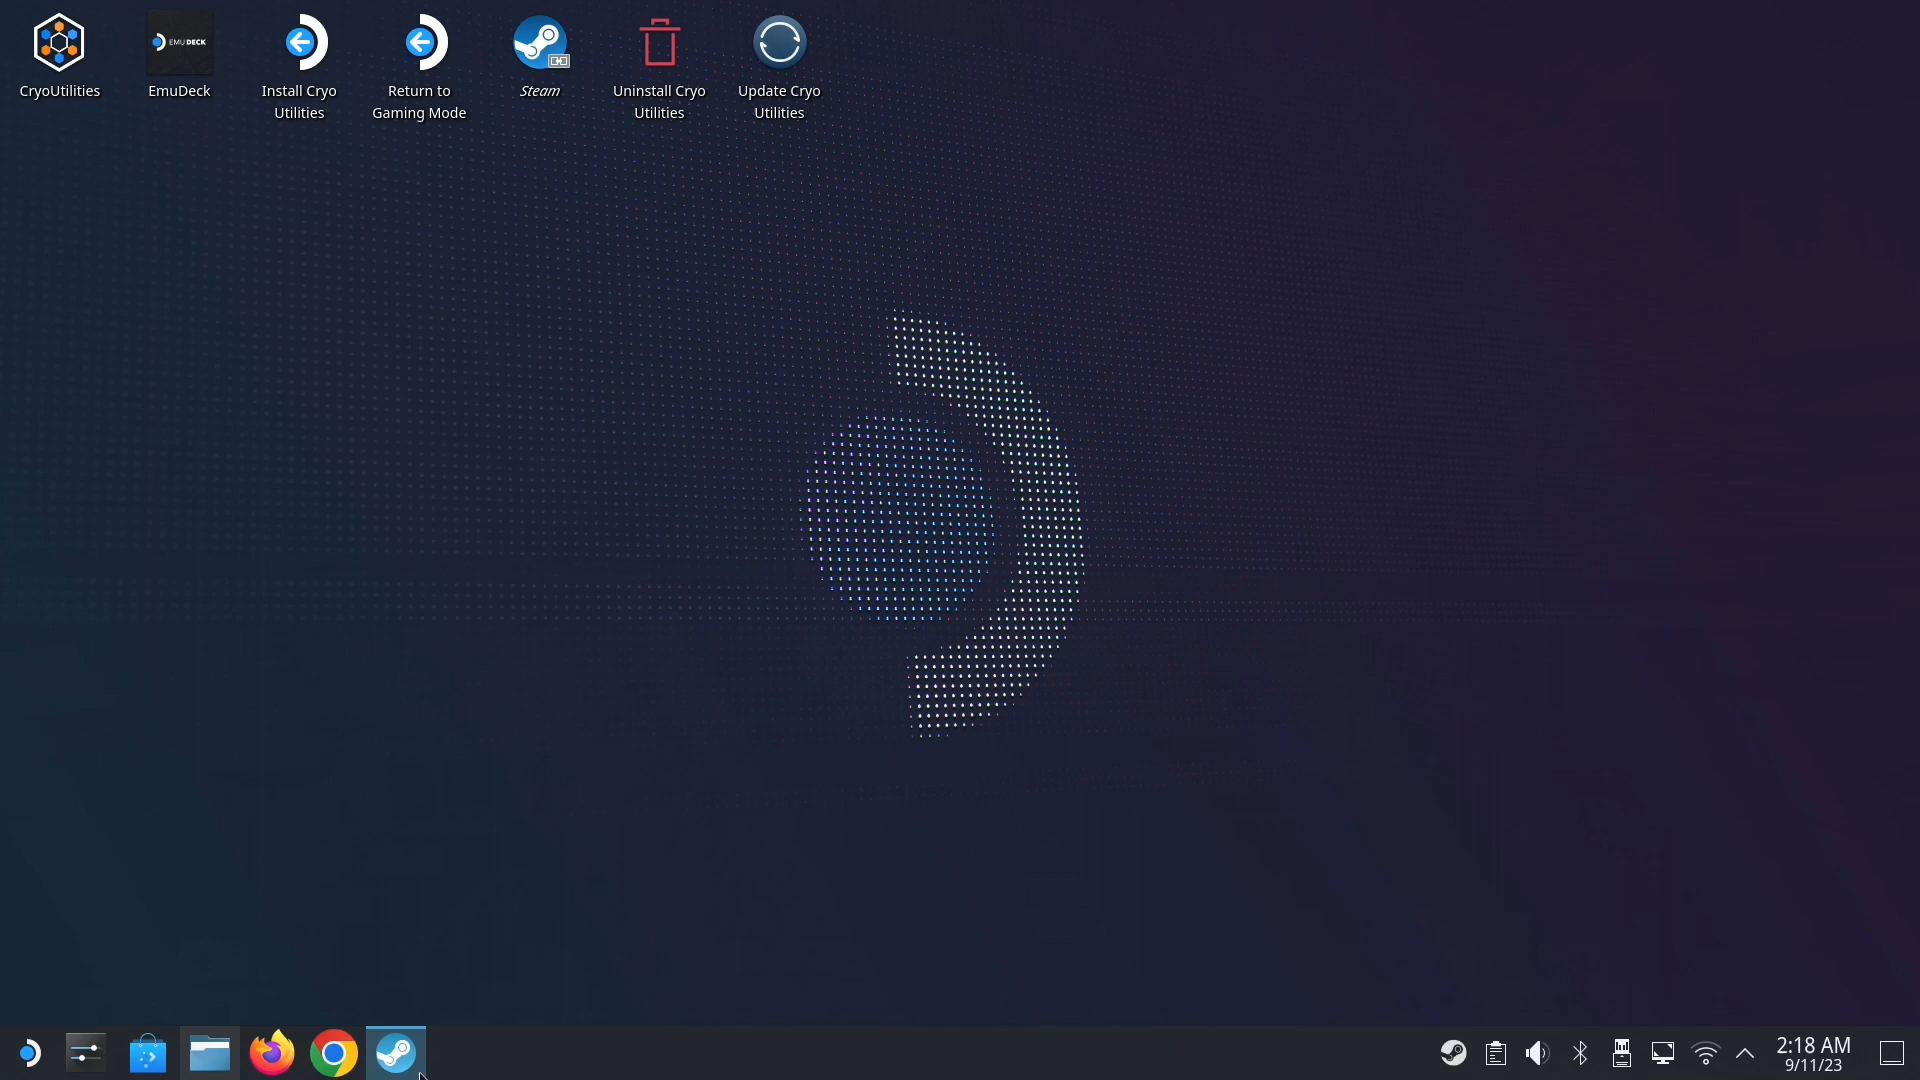 EMUDECK
CryoUtilities
EmuDeck
Install Cryo
Utilities
Return to
Gaming Mode
Steam
Uninstall Cryo
Utilities
Update Cryo
Utilities
2:18 AM
9/11/23